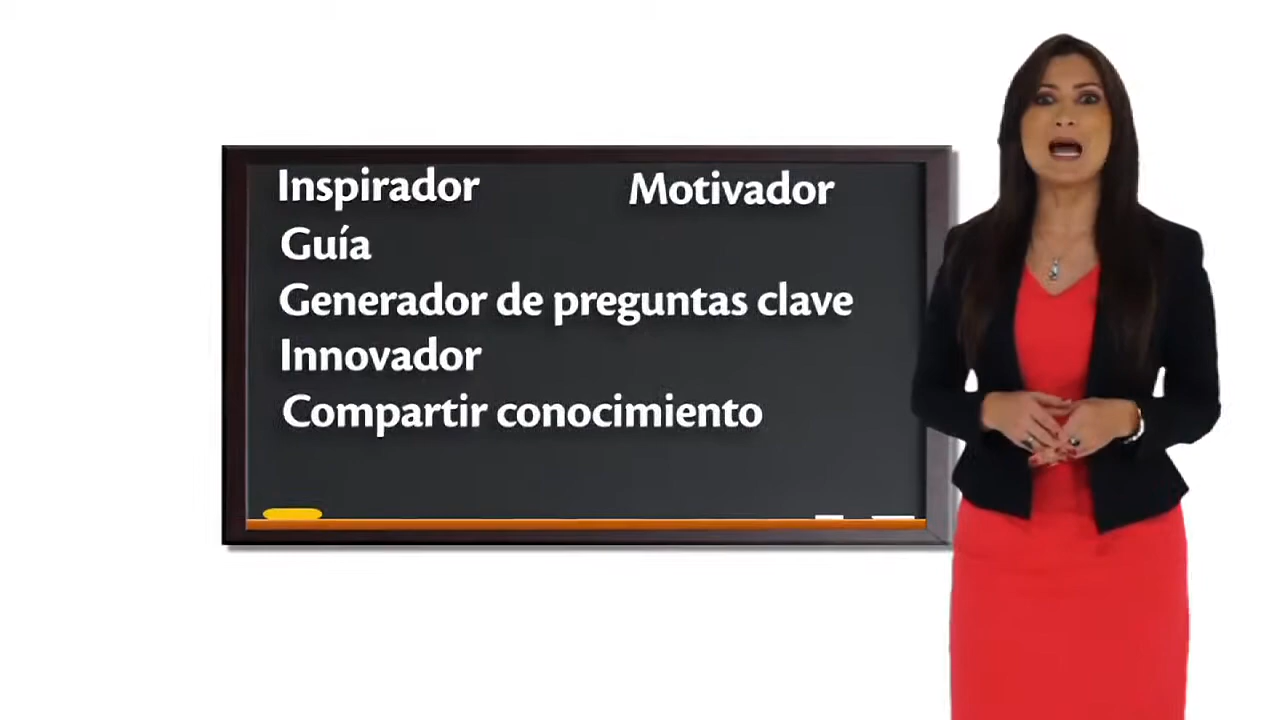 Inspirador Motivador
Guía
Generador de preguntas clave
Innovador
Compartir conocimiento